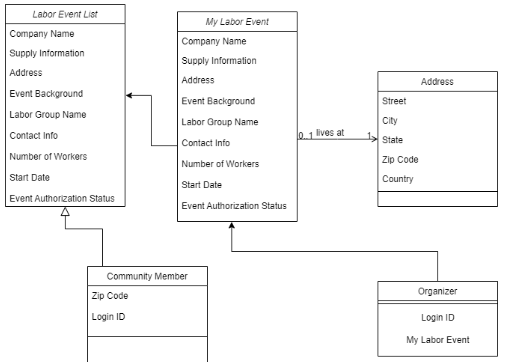 Labor Event List
Company Name
Supply Information
Address
Event Background
Labor Group Name
Contact Info
Number of Workers
Start Date
Event Authorization Status
My Labor Event
Company Name
Supply Information
Address
Event Background
Labor Group Name
Contact Info
Number of Workers
Start Date
Event Authorization Status
0..1 lives at 1
Address
Street
City
State
Zip Code
Country
Community Member
Zip Code
Login ID
Organizer
Login ID
My Labor Event